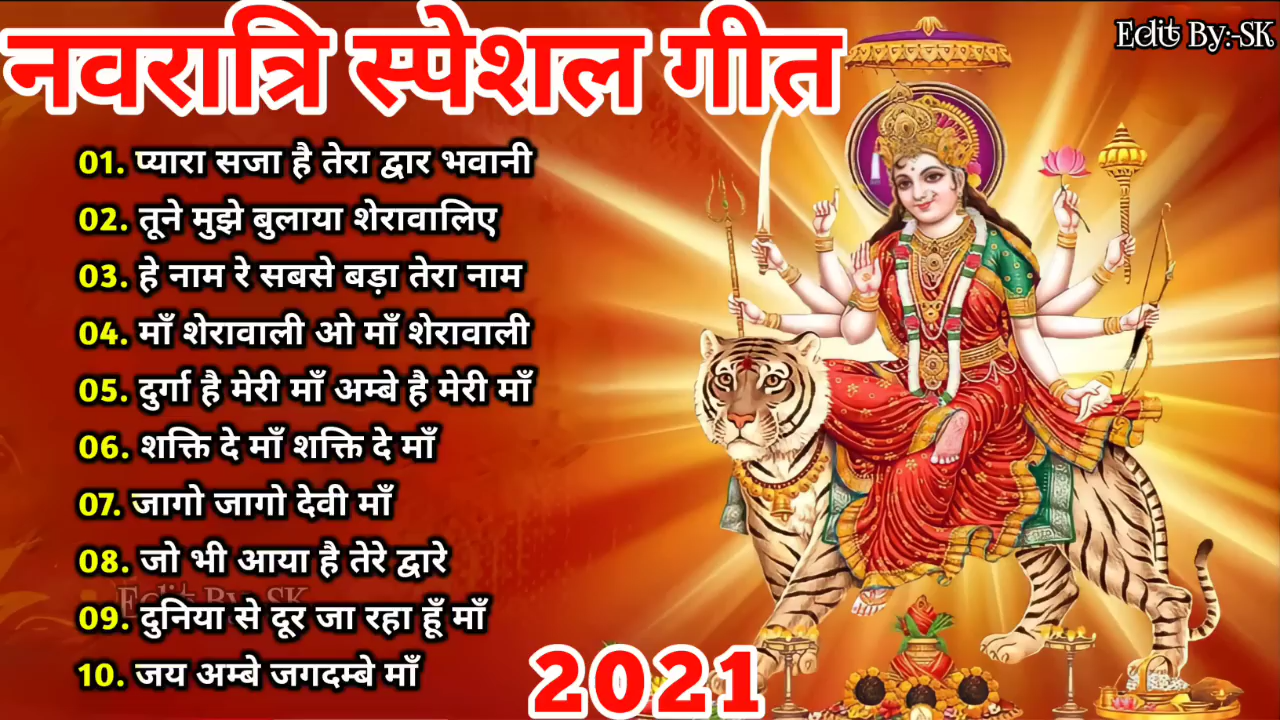 नवरात्रि स्पेशल गीत
Edit By:-SK
01. प्यारा सजा है तेरा द्वार भवानी
02. तूने मुझे बुलाया शेरावालिए
03. हे नाम रे सबसे बड़ा तेरा नाम
04. माँ शेरावाली ओ माँ शेरावाली
05. दुर्गा है मेरी माँ अम्बे है मेरी माँ
06. शक्ति दे माँ शक्ति दे माँ
07. जागो जागो देवी माँ
08. जो भी आया है तेरे द्वारे
Edit By:-SK
09. दुनिया से दूर जा रहा हूँ माँ
10. जय अम्बे जगदम्बे माँ
2021